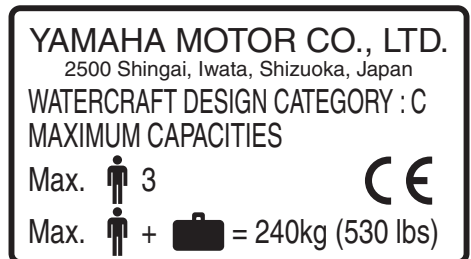 YAMAHA MOTOR CO., LTD.
2500 Shingai, Iwata, Shizuoka, Japan
WATERCRAFT DESIGN CATEGORY : C
MAXIMUM CAPACITIES
Max. 3 CE
Max. + = 240kg (530 lbs)